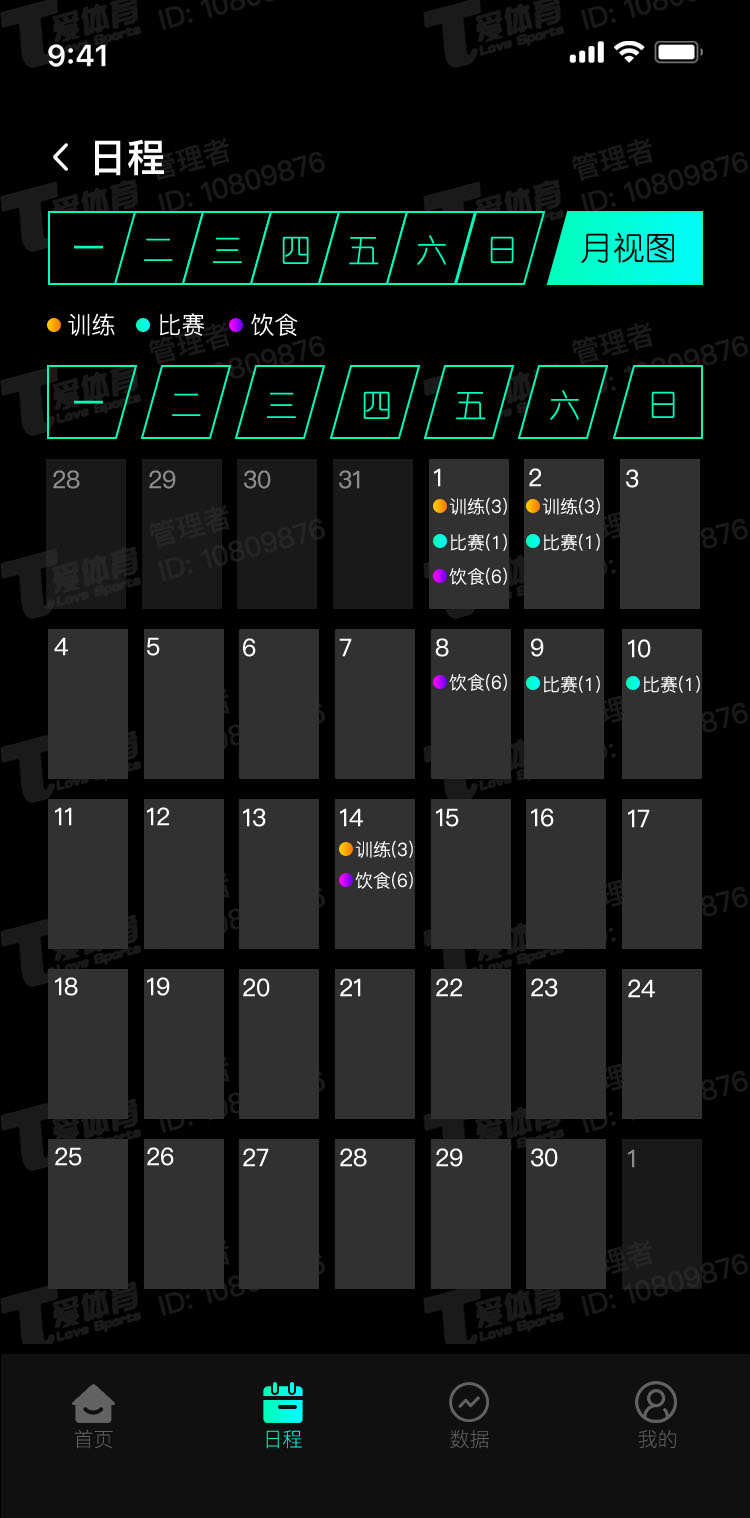 9:41
日程
一 二 三 四 五 六 日 月视图
训练 比赛 饮食
一 二 三 四 五 六 日
28 29 30 31 1 2 3
训练(3) 训练(3)
比赛(1) 比赛(1)
饮食(6)
4 5 6 7 8 9 10
饮食(6) 比赛(1) 比赛(1)
11 12 13 14 15 16 17
训练(3)
饮食(6)
18 19 20 21 22 23 24
25 26 27 28 29 30 1
首页 日程 数据 我的
爱体育
Love Sports
管理者
ID: 10809876